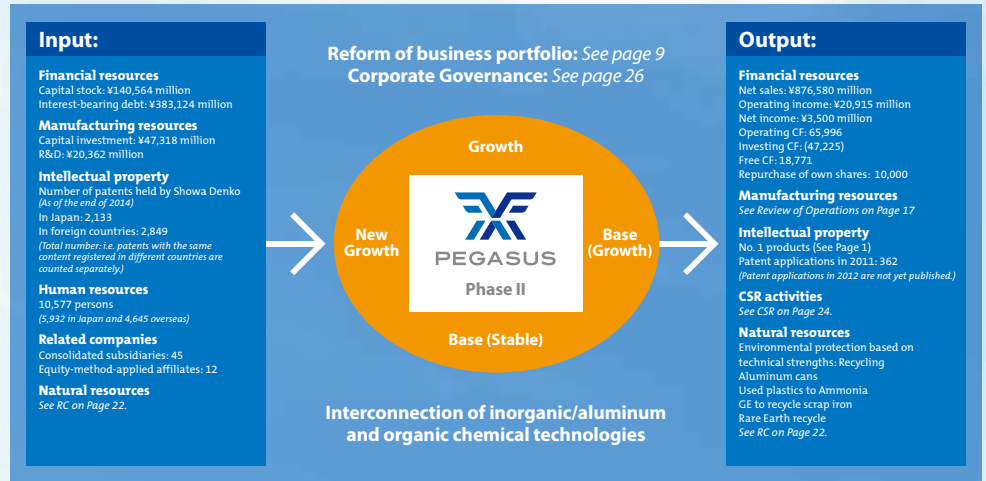 Input:
Financial resources
Capital stock: ¥140,564 million
Interest-bearing debt: ¥383,124 million
Manufacturing resources
Capital investment: ¥47,318 million
R&D: ¥20,362 million
Intellectual property
Number of patents held by Showa Denko
(As of the end of 2014)
In Japan: 2,133
In foreign countries: 2,849
(Total number: i.e. patents with the same
content registered in different countries are
counted separately.)
Human resources
10,577 persons
(5,932 in Japan and 4,645 overseas)
Related companies
Consolidated subsidiaries: 45
Equity-method-applied affiliates: 12
Natural resources
See RC on Page 22.
Reform of business portfolio: See page 9
Corporate Governance: See page 26
Growth
New
Growth
PEGASUS
Phase II
Base
(Growth)
Base (Stable)
Interconnection of inorganic/aluminum
and organic chemical technologies
Output:
Financial resources
Net sales: ¥876,580 million
Operating income: ¥20,915 million
Net income: ¥3,500 million
Operating CF: 65,996
Investing CF: (47,225)
Free CF: 18,771
Repurchase of own shares: 10,000
Manufacturing resources
See Review of Operations on Page 17
Intellectual property
No. 1 products (See Page 1)
Patent applications in 2011: 362
(Patent applications in 2012 are not yet published.)
CSR activities
See CSR on Page 24.
Natural resources
Environmental protection based on
technical strengths: Recycling
Aluminum cans
Used plastics to Ammonia
GE to recycle scrap iron
Rare Earth recycle
See RC on Page 22.